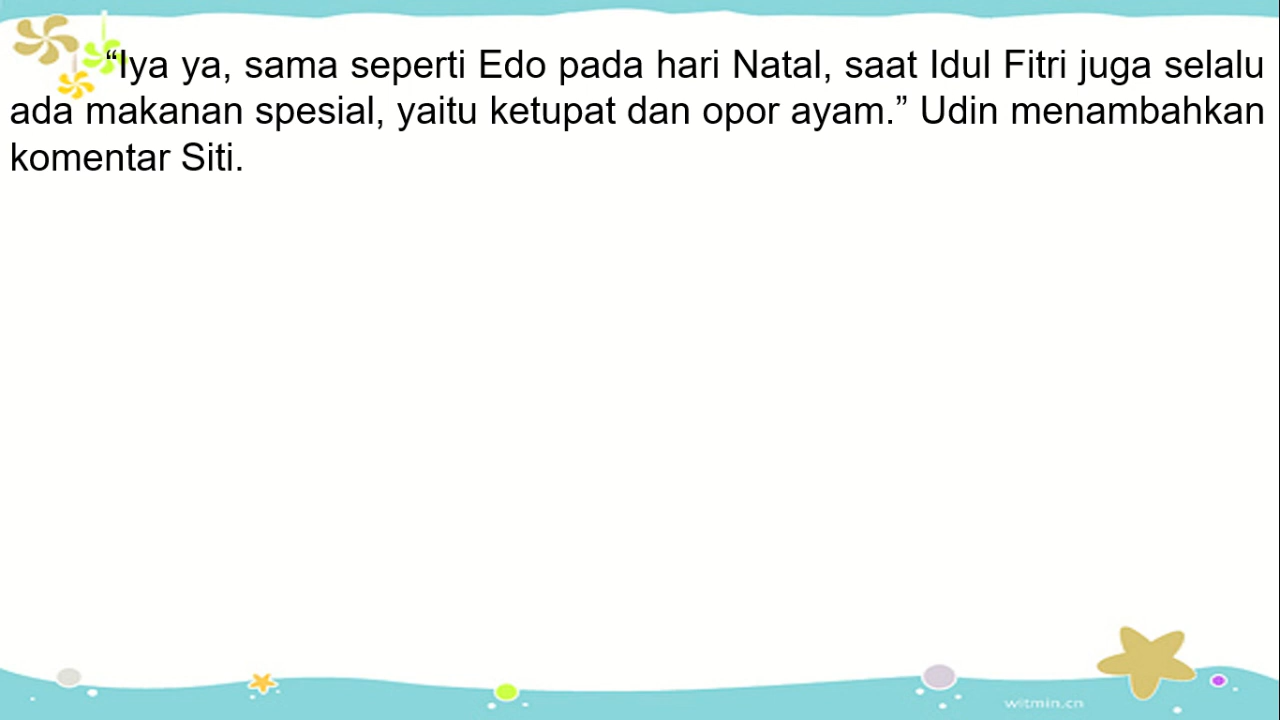 “Iya ya, sama seperti Edo pada hari Natal, saat Idul Fitri juga selalu
ada makanan spesial, yaitu ketupat dan opor ayam.” Udin menambahkan
komentar Siti.
witmin.cn